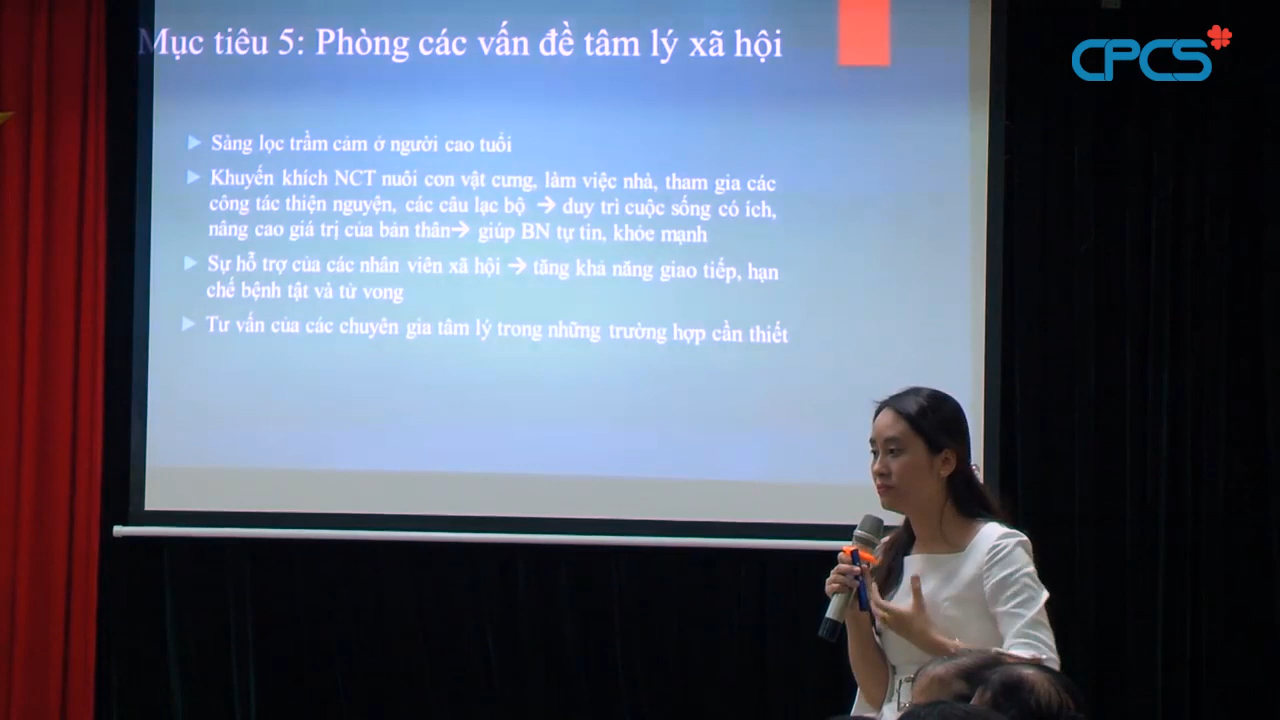 CPCS
Mục tiêu 5: Phòng các vấn đề tâm lý xã hội
Sàng lọc trầm cảm ở người cao tuổi
Khuyến khích NCT nuôi con vật cưng, làm việc nhà, tham gia các
công tác thiện nguyện, các câu lạc bộ → duy trì cuộc sống có ích,
nâng cao giá trị của bản thân→ giúp BN tự tin, khỏe mạnh
Sự hỗ trợ của các nhân viên xã hội → tăng khả năng giao tiếp, hạn
chế bệnh tật và tử vong
Tư vấn của các chuyên gia tâm lý trong những trường hợp cần thiết